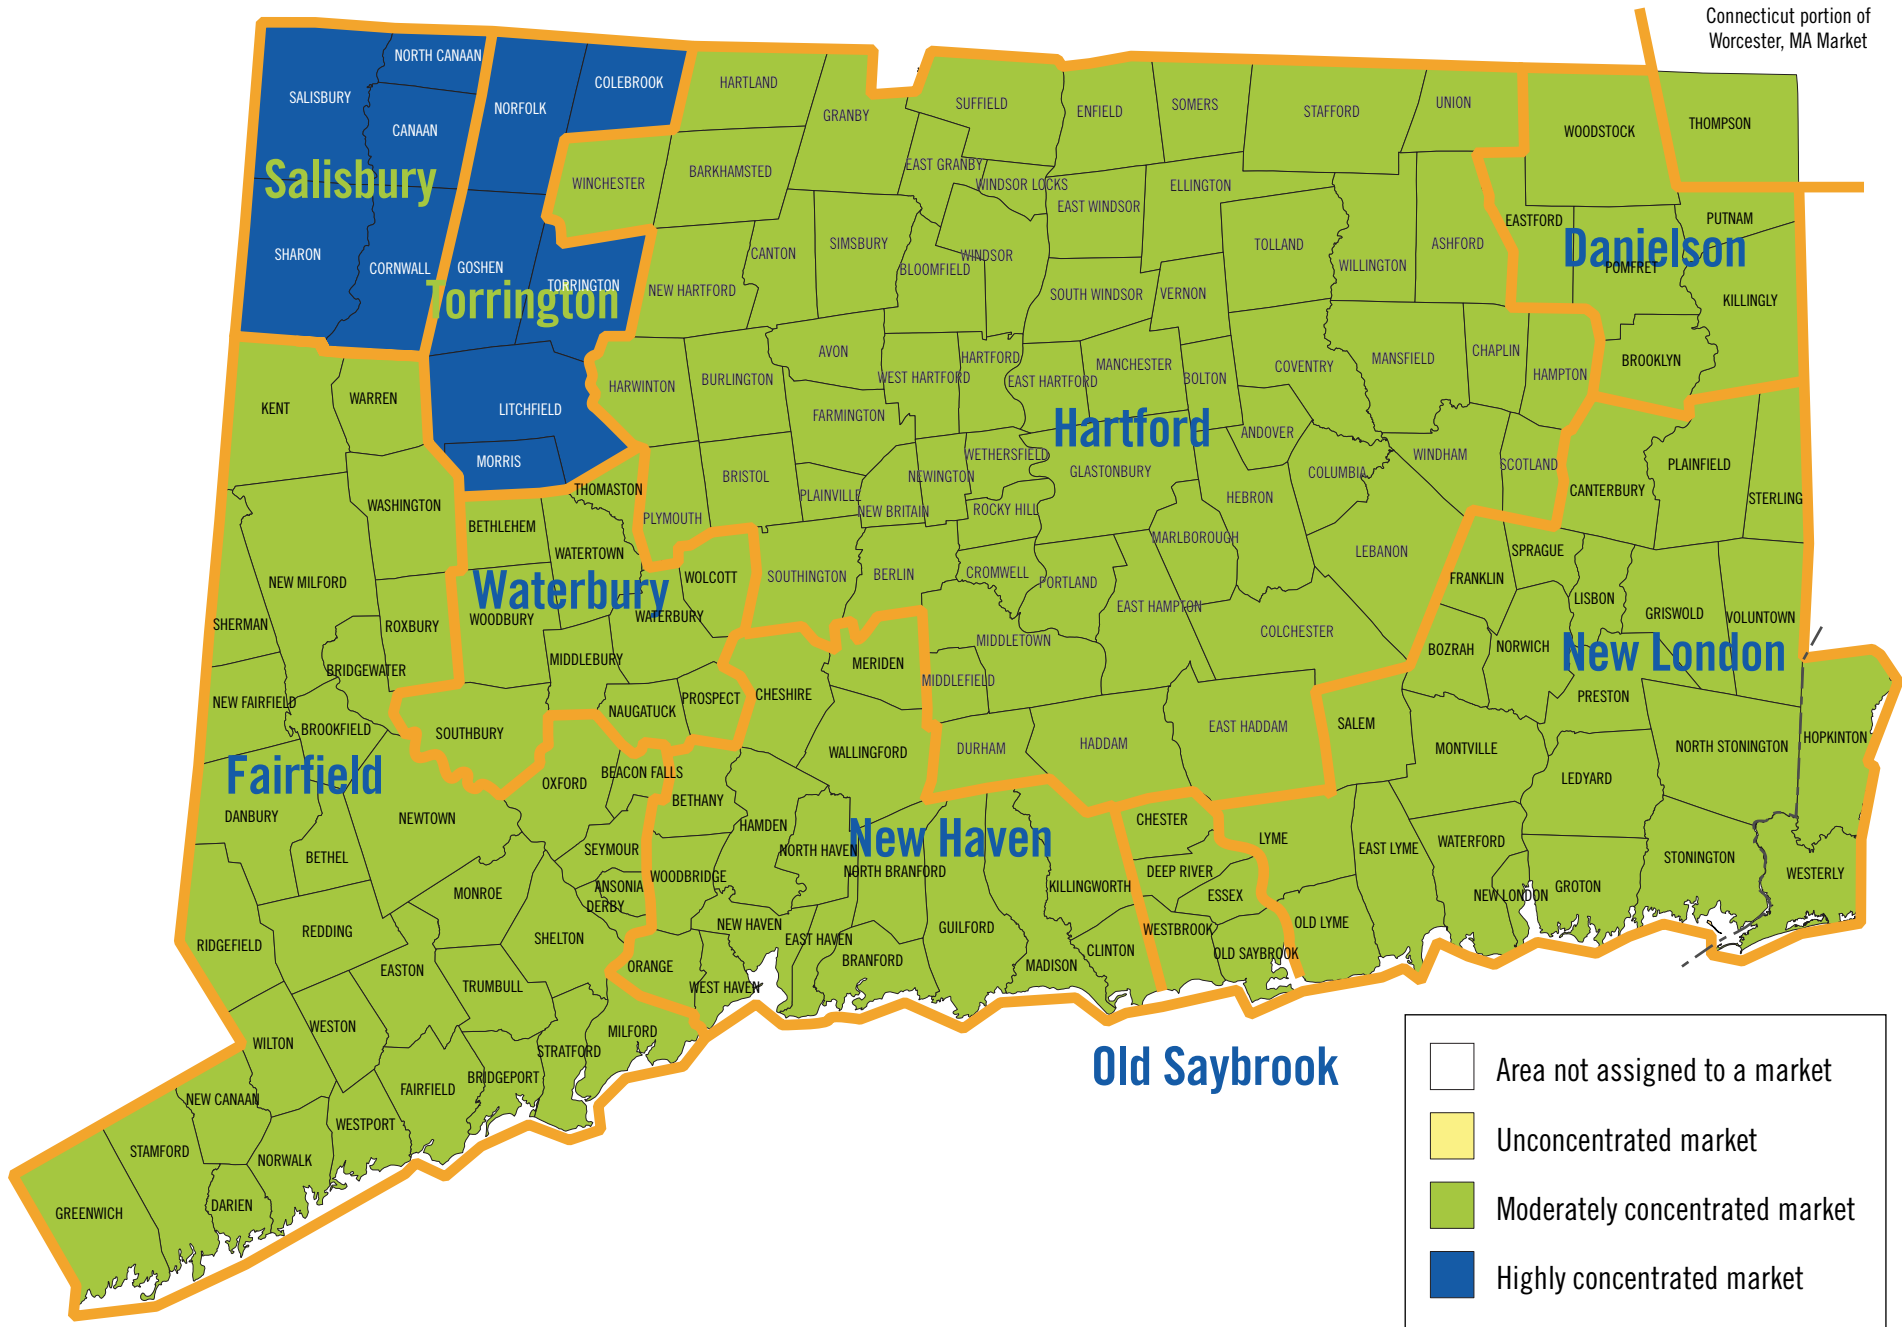 Connecticut portion of
Worcester, MA Market
NORTH CANAAN
COLEBROOK
HARTLAND
SALISBURY
NORFOLK
GRANBY
SUFFIELD
ENFIELD
SOMERS
STAFFORD
UNION
WOODSTOCK
THOMPSON
CANAAN
Salisbury
WINCHESTER
BARKHAMSTED
EAST GRANBY
WINDSOR LOCKS
ELLINGTON
EAST WINDSOR
EASTFORD
PUTNAM
SHARON
CORNWALL
GOSHEN
TORRINGTON
Torrington
NEW HARTFORD
CANTON
SIMSBURY
BLOOMFIELD
WINDSOR
TOLLAND
WILLINGTON
ASHFORD
Danielson
POMFRET
KILLINGLY
SOUTH WINDSOR
VERNON
AVON
HARTFORD
WEST HARTFORD
EAST HARTFORD
MANCHESTER
BOLTON
COVENTRY
MANSFIELD
CHAPLIN
HAMPTON
BROOKLYN
KENT
WARREN
LITCHFIELD
HARWINTON
BURLINGTON
FARMINGTON
Hartford
ANDOVER
MORRIS
BRISTOL
PLAINVILLE
NEWINGTON
WETHERSFIELD
GLASTONBURY
HEBRON
COLUMBIA
WINDHAM
SCOTLAND
CANTERBURY
PLAINFIELD
STERLING
WASHINGTON
THOMASTON
BETHLEHEM
PLYMOUTH
NEW BRITAIN
ROCKY HILL
MARLBOROUGH
LEBANON
SPRAGUE
WATERTOWN
NEW MILFORD
Waterbury
WOLCOTT
SOUTHINGTON
BERLIN
CROMWELL
PORTLAND
FRANKLIN
LISBON
GRISWOLD
VOLUNTOWN
SHERMAN
ROXBURY
WOODBURY
WATERBURY
EAST HAMPTON
COLCHESTER
BRIDGEWATER
MIDDLEBURY
MERIDEN
MIDDLETOWN
BOZRAH
NORWICH
New London
NEW FAIRFIELD
BROOKFIELD
SOUTHBURY
NAUGATUCK
PROSPECT
CHESHIRE
MIDDLEFIELD
PRESTON
Fairfield
OXFORD
BEACON FALLS
WALLINGFORD
DURHAM
HADDAM
EAST HADDAM
SALEM
MONTVILLE
NORTH STONINGTON
HOPKINTON
DANBURY
NEWTOWN
BETHANY
LEDYARD
BETHEL
SEYMOUR
HAMDEN
NORTH HAVEN
New Haven
CHESTER
LYME
EAST LYME
WATERFORD
STONINGTON
WESTERLY
MONROE
ANSONIA
DERBY
WOODBRIDGE
NORTH BRANFORD
KILLINGWORTH
DEEP RIVER
ESSEX
NEW LONDON
GROTON
RIDGEFIELD
REDDING
SHELTON
NEW HAVEN
EAST HAVEN
GUILFORD
WESTBROOK
OLD LYME
EASTON
TRUMBULL
ORANGE
WEST HAVEN
BRANFORD
MADISON
CLINTON
OLD SAYBROOK
WILTON
WESTON
MILFORD
STRATFORD
Old Saybrook
NEW CANAAN
FAIRFIELD
BRIDGEPORT
WESTPORT
STAMFORD
NORWALK
GREENWICH
DARIEN
Area not assigned to a market
Unconcentrated market
Moderately concentrated market
Highly concentrated market